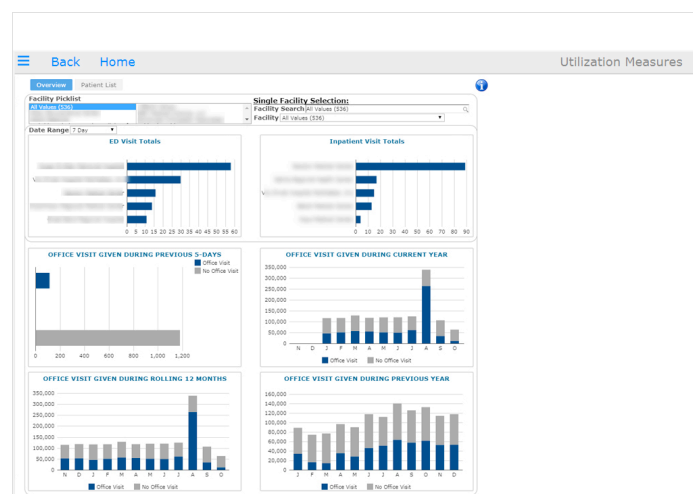 Back Home Utilization Measures
Overview Patient List
Facility Picklist
All Values (536)
Single Facility Selection:
Facility Search All Values (536)
Facility All Values (536)
Date Range 7 Day
ED Visit Totals
0 5 10 15 20 25 30 35 40 45 50 55 60
Inpatient Visit Totals
0 10 20 30 40 50 60 70 80 90
OFFICE VISIT GIVEN DURING PREVIOUS 5-DAYS
Office Visit
No Office Visit
0 200 400 600 800 1,000 1,200
OFFICE VISIT GIVEN DURING CURRENT YEAR
350,000
300,000
250,000
200,000
150,000
100,000
50,000
0
N D J F M A M J J A S O
Office Visit No Office Visit
OFFICE VISIT GIVEN DURING ROLLING 12 MONTHS
350,000
300,000
250,000
200,000
150,000
100,000
50,000
0
N D J F M A M J J A S O
Office Visit No Office Visit
OFFICE VISIT GIVEN DURING PREVIOUS YEAR
160,000
140,000
120,000
100,000
80,000
60,000
40,000
20,000
0
J F M A M J J A S O N D
Office Visit No Office Visit